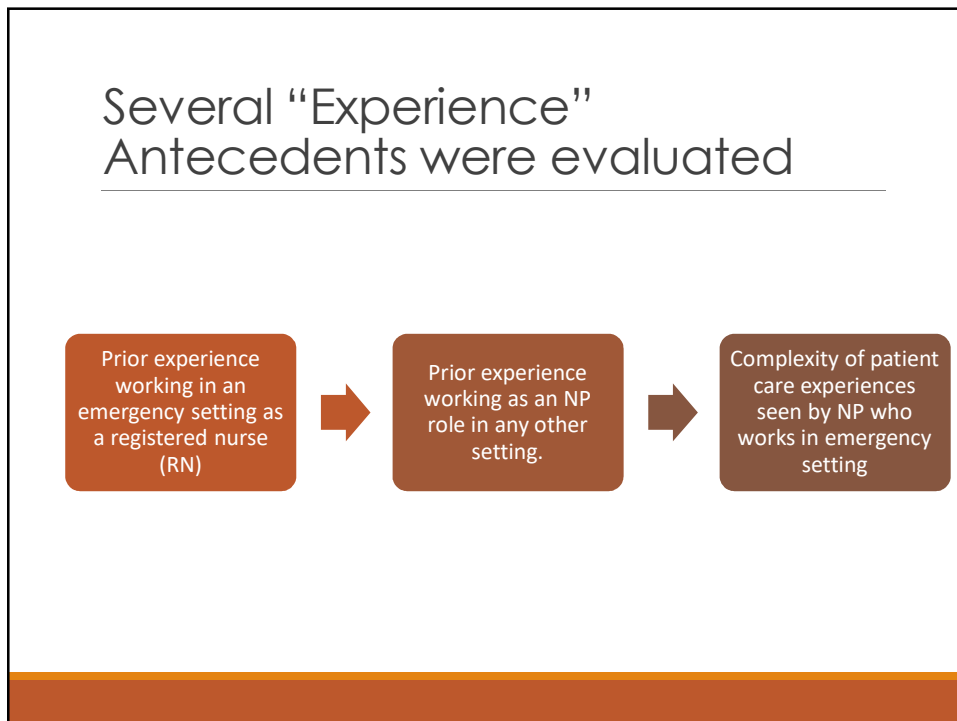 Several “Experience”
Antecedents were evaluated
Prior experience
working in an
emergency setting as
a registered nurse
(RN)
Prior experience
working as an NP
role in any other
setting.
Complexity of patient
care experiences
seen by NP who
works in emergency
setting